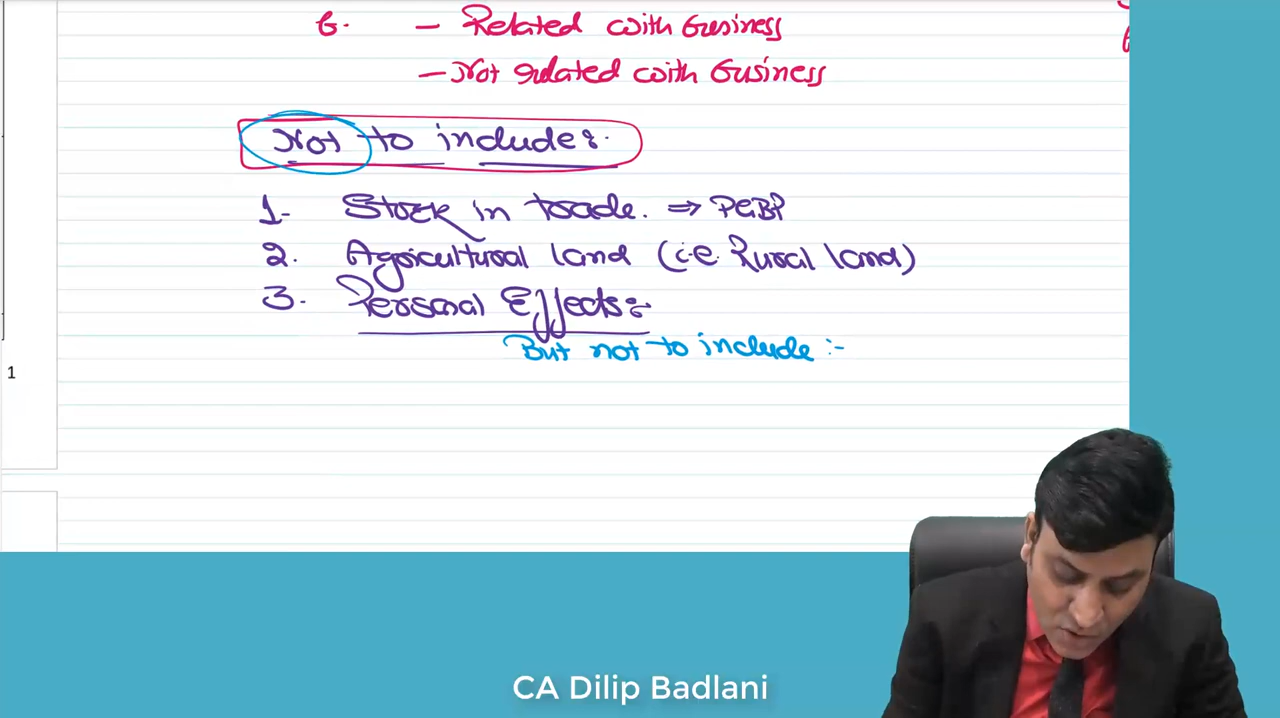 b. - Related with Business
- Not related with Business
Not to include:
1. Stock in trade. ⇒ PGBP
2. Agricultural land (i.e. Rural land)
3. Personal Effects:
But not to include :-
1
CA Dilip Badlani